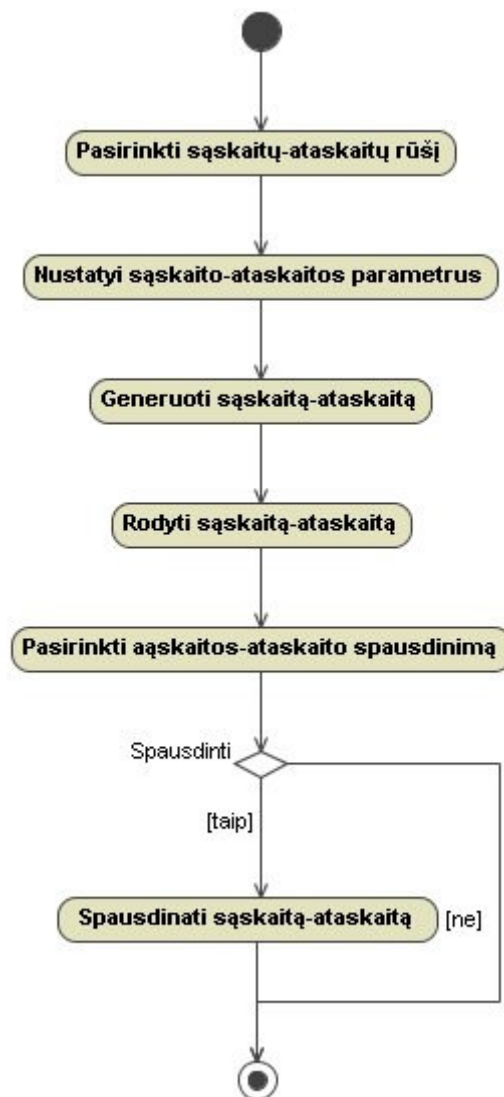 Pasirinkti sąskaitų-ataskaitų rūšį
Nustatyi sąskaito-ataskaitos parametrus
Generuoti sąskaitą-ataskaitą
Rodyti sąskaitą-ataskaitą
Pasirinkti aąskaitos-ataskaito spausdinimą
Spausdinti
[taip]
Spausdinati sąskaitą-ataskaitą
[ne]